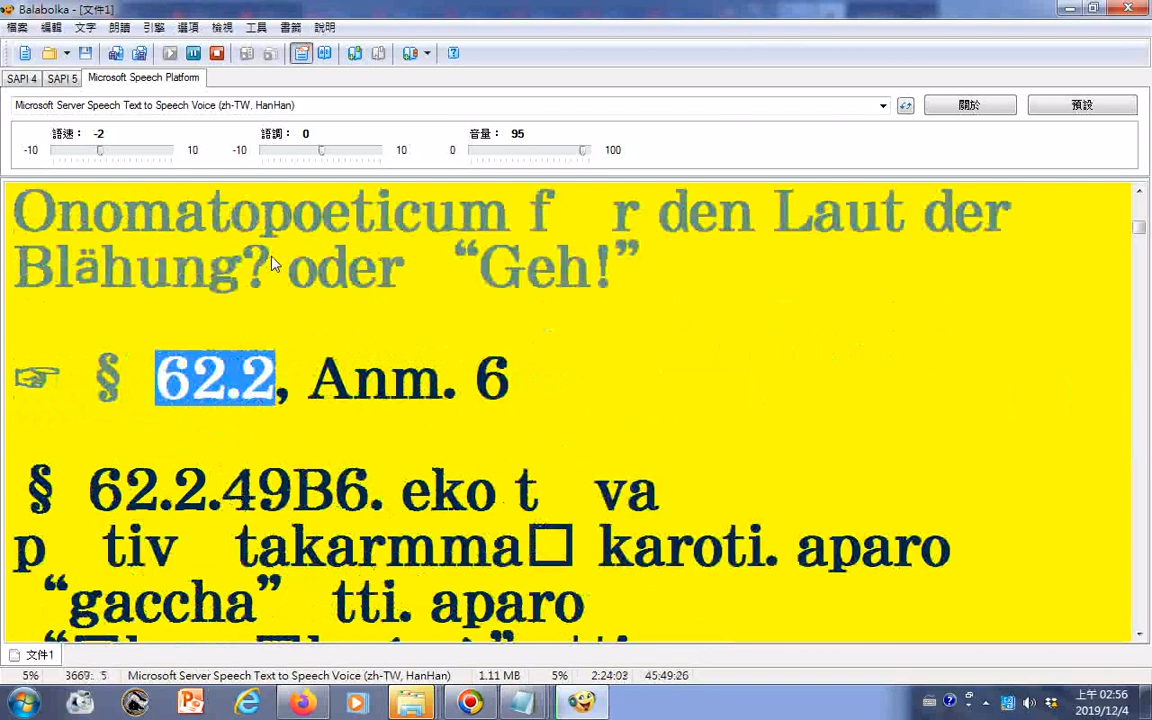 Balabolka - [文件1]
檔案 編輯 文字 朗讀 引擎 選項 檢視 工具 書籤 說明
SAPI 4 SAPI 5 Microsoft Speech Platform
Microsoft Server Speech Text to Speech Voice (zh-TW, HanHan) 關於 預設
語速： -2 語調： 0 音量： 95
-10 10 -10 10 0 100
Onomatopoeticum f r den Laut der
Blähung? oder “Geh!”
☞ § 62.2, Anm. 6
§ 62.2.49B6. eko t va
p tiv takarmma□ karoti. aparo
“gaccha” tti. aparo
文件1
5% Microsoft Server Speech Text to Speech Voice (zh-TW, HanHan) 1.11 MB 5% 2:24:03 45:49:26
上午 02:56
2019/12/4